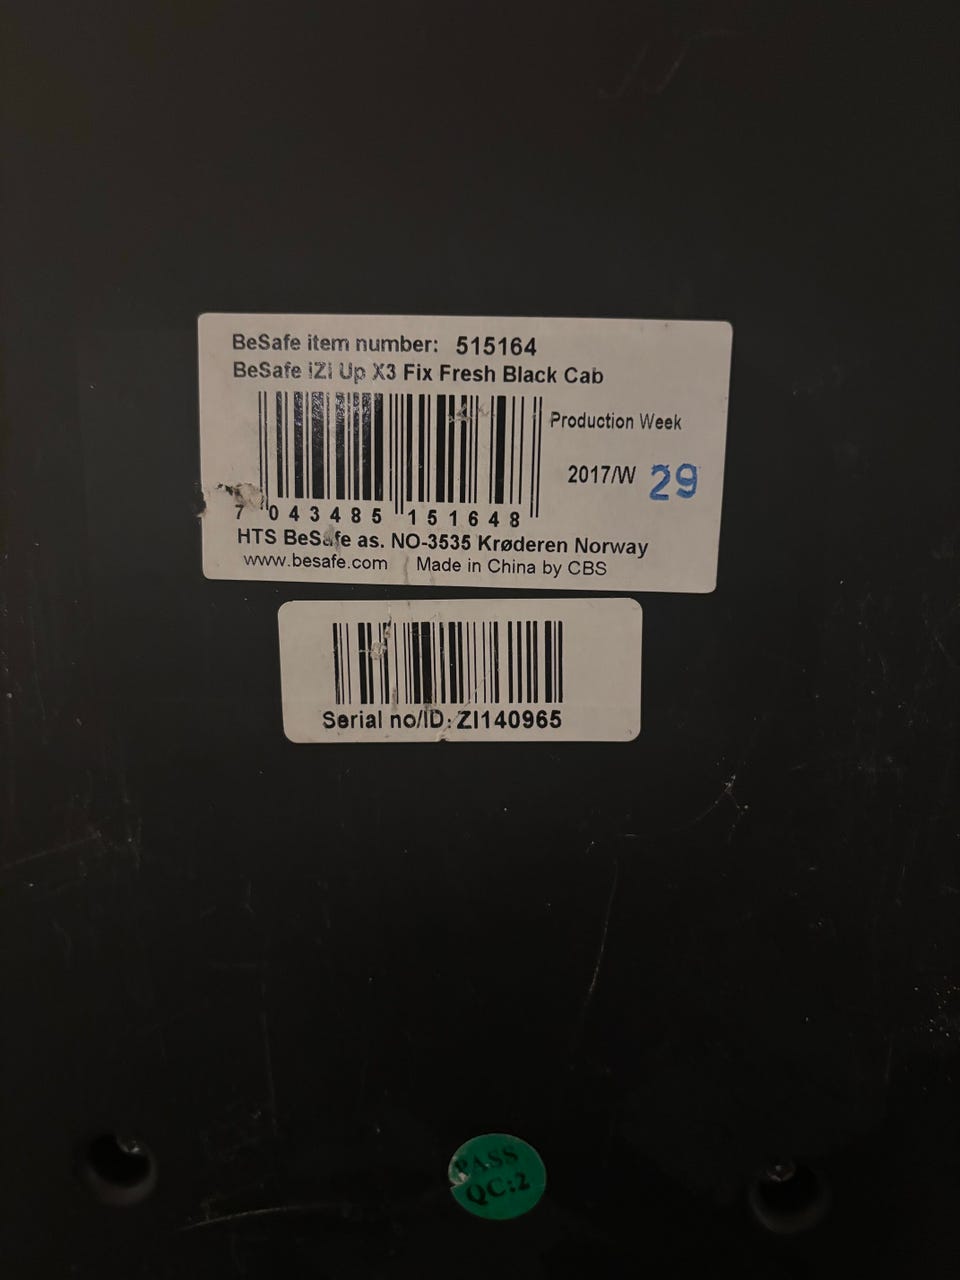 BeSafe item number: 515164
BeSafe iZi Up X3 Fix Fresh Black Cab
Production Week
2017/W 29
7 043485 151648
HTS BeSafe as. NO-3535 Krøderen Norway
www.besafe.com Made in China by CBS
Serial no/ID: ZI140965
PASS
QC:2